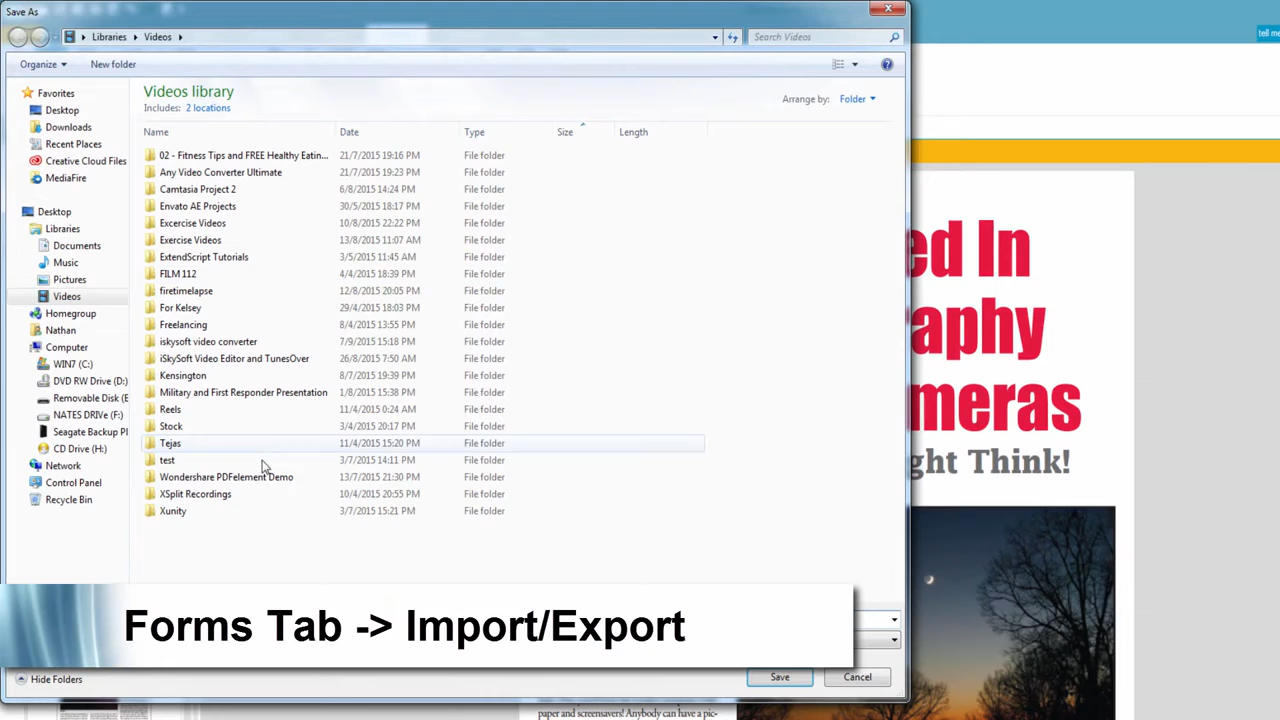 Save As
Libraries Videos
Search Videos
tell me
Organize
New folder
Videos library
Includes: 2 locations
Arrange by: Folder
Name Date Type Size Length
Favorites
Desktop
Downloads
Recent Places
Creative Cloud Files
MediaFire
Desktop
Libraries
Documents
Music
Pictures
Videos
Homegroup
Nathan
Computer
WIN7 (C:)
DVD RW Drive (D:)
Removable Disk (E
NATES DRIVe (F:)
Seagate Backup Pl
CD Drive (H:)
Network
Control Panel
Recycle Bin
02 - Fitness Tips and FREE Healthy Eatin... 21/7/2015 19:16 PM File folder
Any Video Converter Ultimate 21/7/2015 19:23 PM File folder
Camtasia Project 2 6/8/2015 14:24 PM File folder
Envato AE Projects 30/5/2015 18:17 PM File folder
Excercise Videos 10/8/2015 22:22 PM File folder
Exercise Videos 13/8/2015 11:07 AM File folder
ExtendScript Tutorials 3/5/2015 11:45 AM File folder
FILM 112 4/4/2015 18:39 PM File folder
firetimelapse 12/8/2015 20:05 PM File folder
For Kelsey 29/4/2015 18:03 PM File folder
Freelancing 8/4/2015 13:55 PM File folder
iskysoft video converter 7/9/2015 15:18 PM File folder
iSkySoft Video Editor and TunesOver 26/8/2015 7:50 AM File folder
Kensington 8/7/2015 19:39 PM File folder
Military and First Responder Presentation 1/8/2015 15:38 PM File folder
Reels 11/4/2015 0:24 AM File folder
Stock 3/4/2015 20:17 PM File folder
Tejas 11/4/2015 15:20 PM File folder
test 3/7/2015 14:11 PM File folder
Wondershare PDFelement Demo 13/7/2015 21:30 PM File folder
XSplit Recordings 10/4/2015 20:55 PM File folder
Xunity 3/7/2015 15:21 PM File folder
ed In
raphy
meras
ght Think!
Forms Tab -> Import/Export
Hide Folders
Save
Cancel
paper and screensavers! Anybody can have a pic-